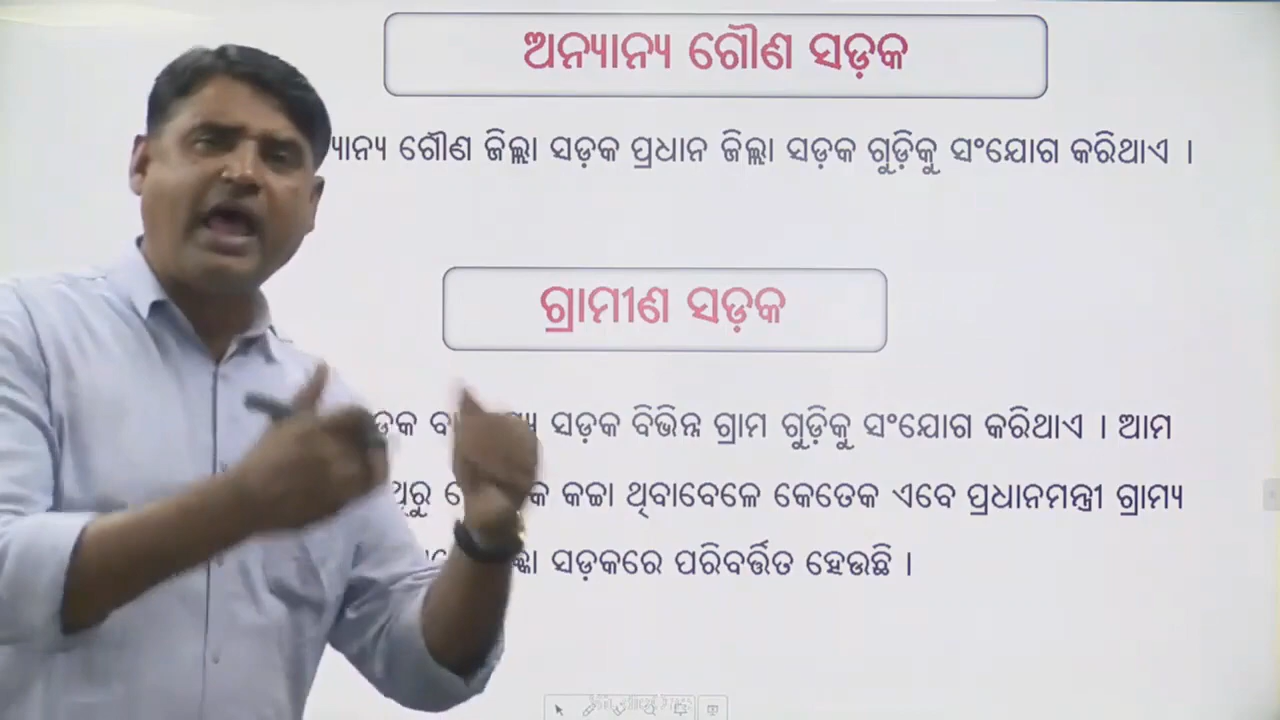 ଅନ୍ୟାନ୍ୟ ଗୌଣ ସଡ଼କ
ଗୌଣ ଜିଲ୍ଲା ସଡ଼କ ପ୍ରଧାନ ଜିଲ୍ଲା ସଡ଼କ ଗୁଡ଼ିକୁ ସଂଯୋଗ କରିଥାଏ ।
ଗ୍ରାମୀଣ ସଡ଼କ
ସଡ଼କ ବିଭିନ୍ନ ଗ୍ରାମ ଗୁଡ଼ିକୁ ସଂଯୋଗ କରିଥାଏ । ଆମ
କଚ୍ଚା ଥିବାବେଳେ କେତେକ ଏବେ ପ୍ରଧାନମନ୍ତ୍ରୀ ଗ୍ରାମ୍ୟ
ସଡ଼କରେ ପରିବର୍ତ୍ତିତ ହେଉଛି ।